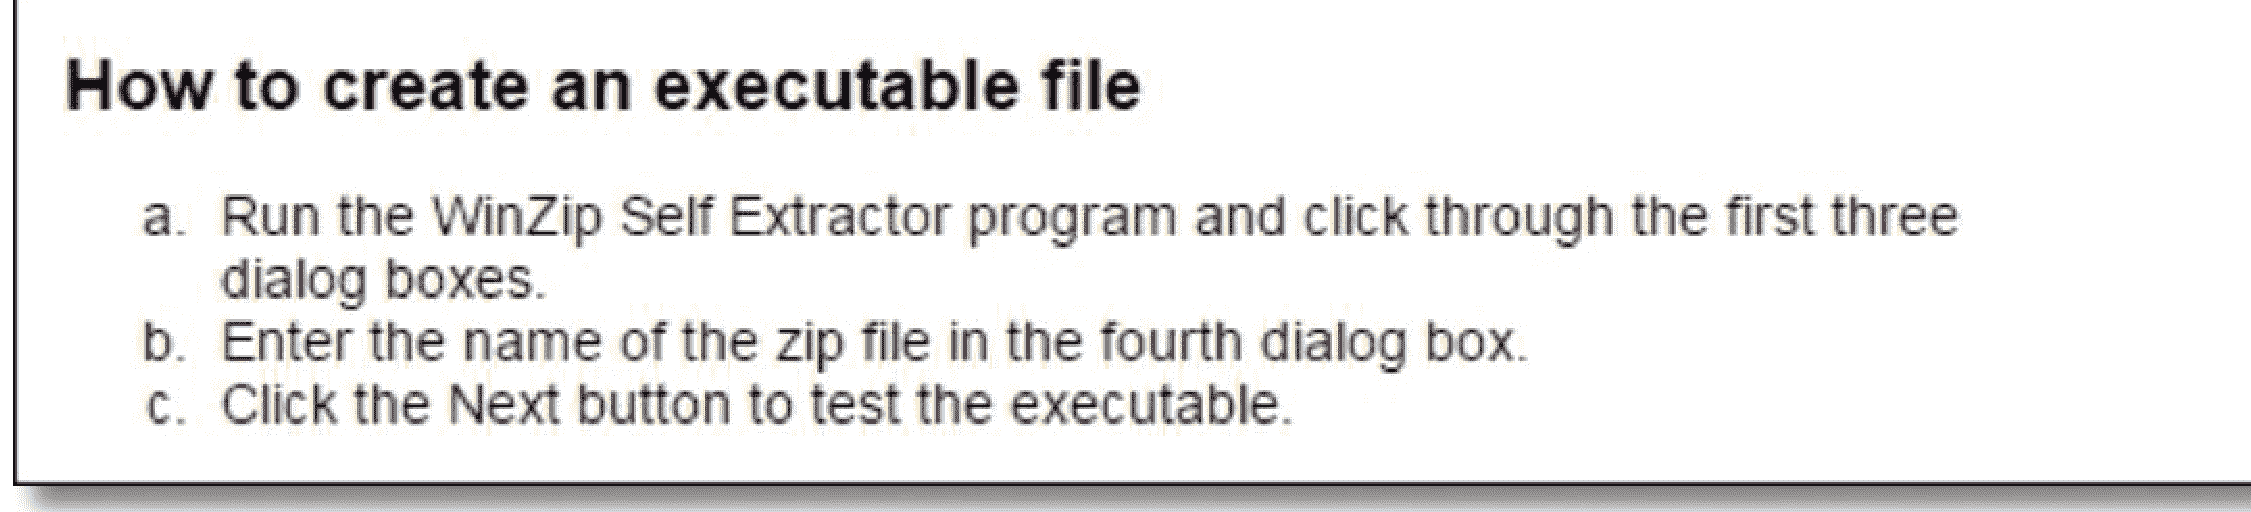 How to create an executable file
a. Run the WinZip Self Extractor program and click through the first three
dialog boxes.
b. Enter the name of the zip file in the fourth dialog box.
c. Click the Next button to test the executable.